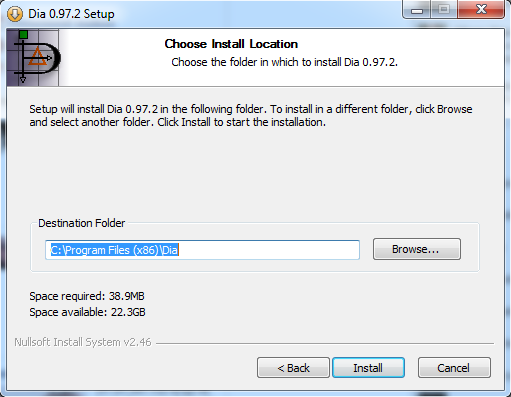 Dia 0.97.2 Setup
Choose Install Location
Choose the folder in which to install Dia 0.97.2.
Setup will install Dia 0.97.2 in the following folder. To install in a different folder, click Browse
and select another folder. Click Install to start the installation.
Destination Folder
C:\Program Files (x86)\Dia
Browse...
Space required: 38.9MB
Space available: 22.3GB
Nullsoft Install System v2.46
< Back
Install
Cancel